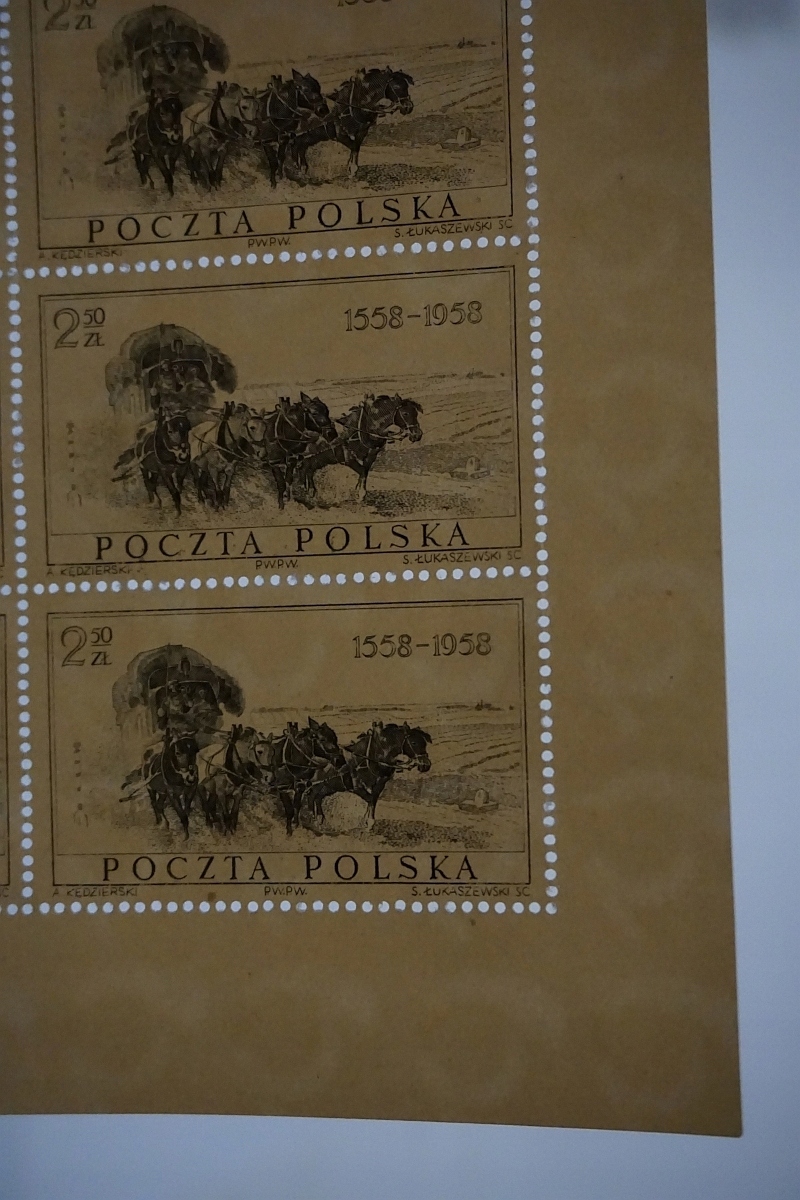 2 50 ZŁ
POCZTA POLSKA
A. KĘDZIERSKI PWPW. S. ŁUKASZEWSKI SC
2 50 ZŁ 1558-1958
POCZTA POLSKA
A. KĘDZIERSKI PWPW. S. ŁUKASZEWSKI SC
2 50 ZŁ 1558-1958
POCZTA POLSKA
A. KĘDZIERSKI PWPW. S. ŁUKASZEWSKI SC